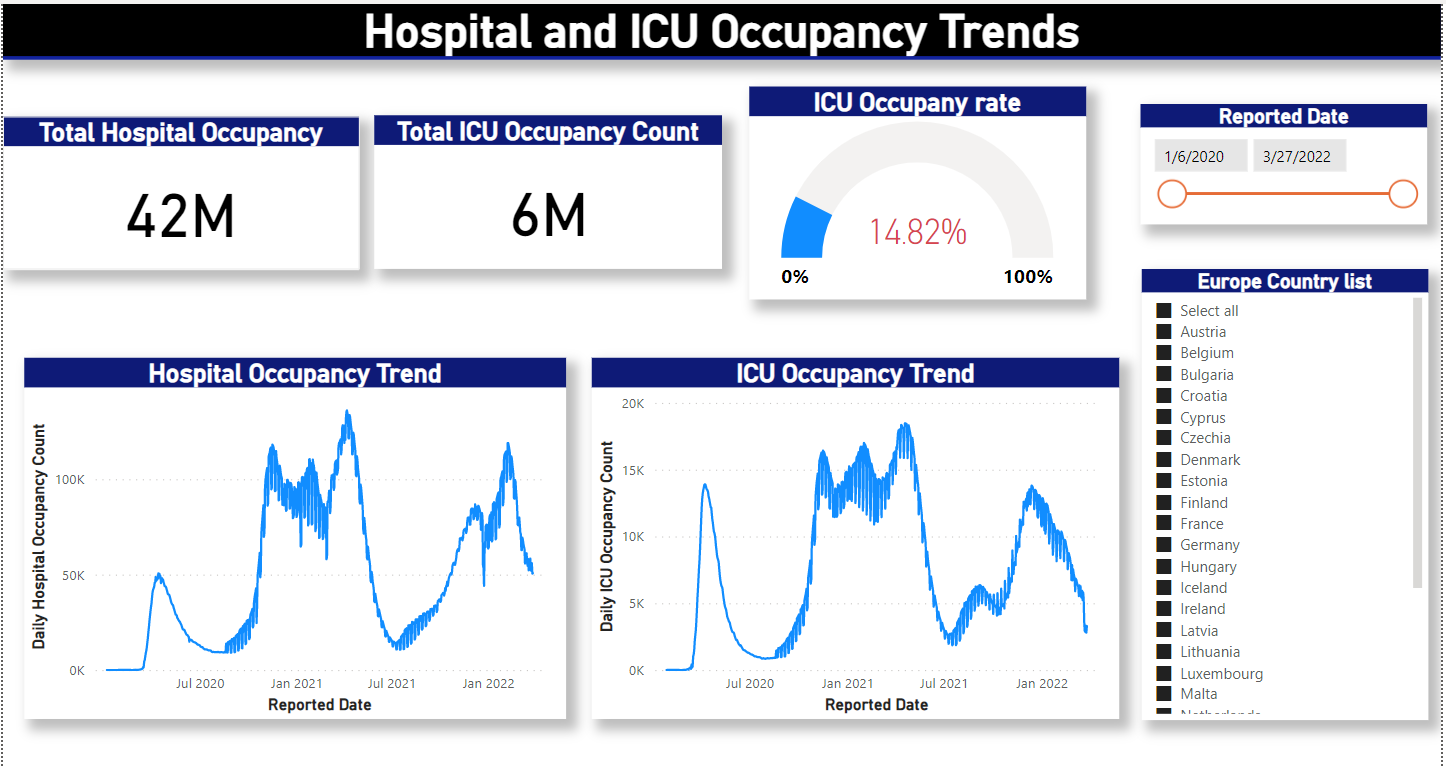 Hospital and ICU Occupancy Trends
Total Hospital Occupancy
42M
Total ICU Occupancy Count
6M
ICU Occupany rate
14.82%
0%
100%
Reported Date
1/6/2020
3/27/2022
Europe Country list
Select all
Austria
Belgium
Bulgaria
Croatia
Cyprus
Czechia
Denmark
Estonia
Finland
France
Germany
Hungary
Iceland
Ireland
Latvia
Lithuania
Luxembourg
Malta
Hospital Occupancy Trend
Daily Hospital Occupancy Count
100K
50K
0K
Jul 2020
Jan 2021
Jul 2021
Jan 2022
Reported Date
ICU Occupancy Trend
Daily ICU Occupancy Count
20K
15K
10K
5K
0K
Jul 2020
Jan 2021
Jul 2021
Jan 2022
Reported Date